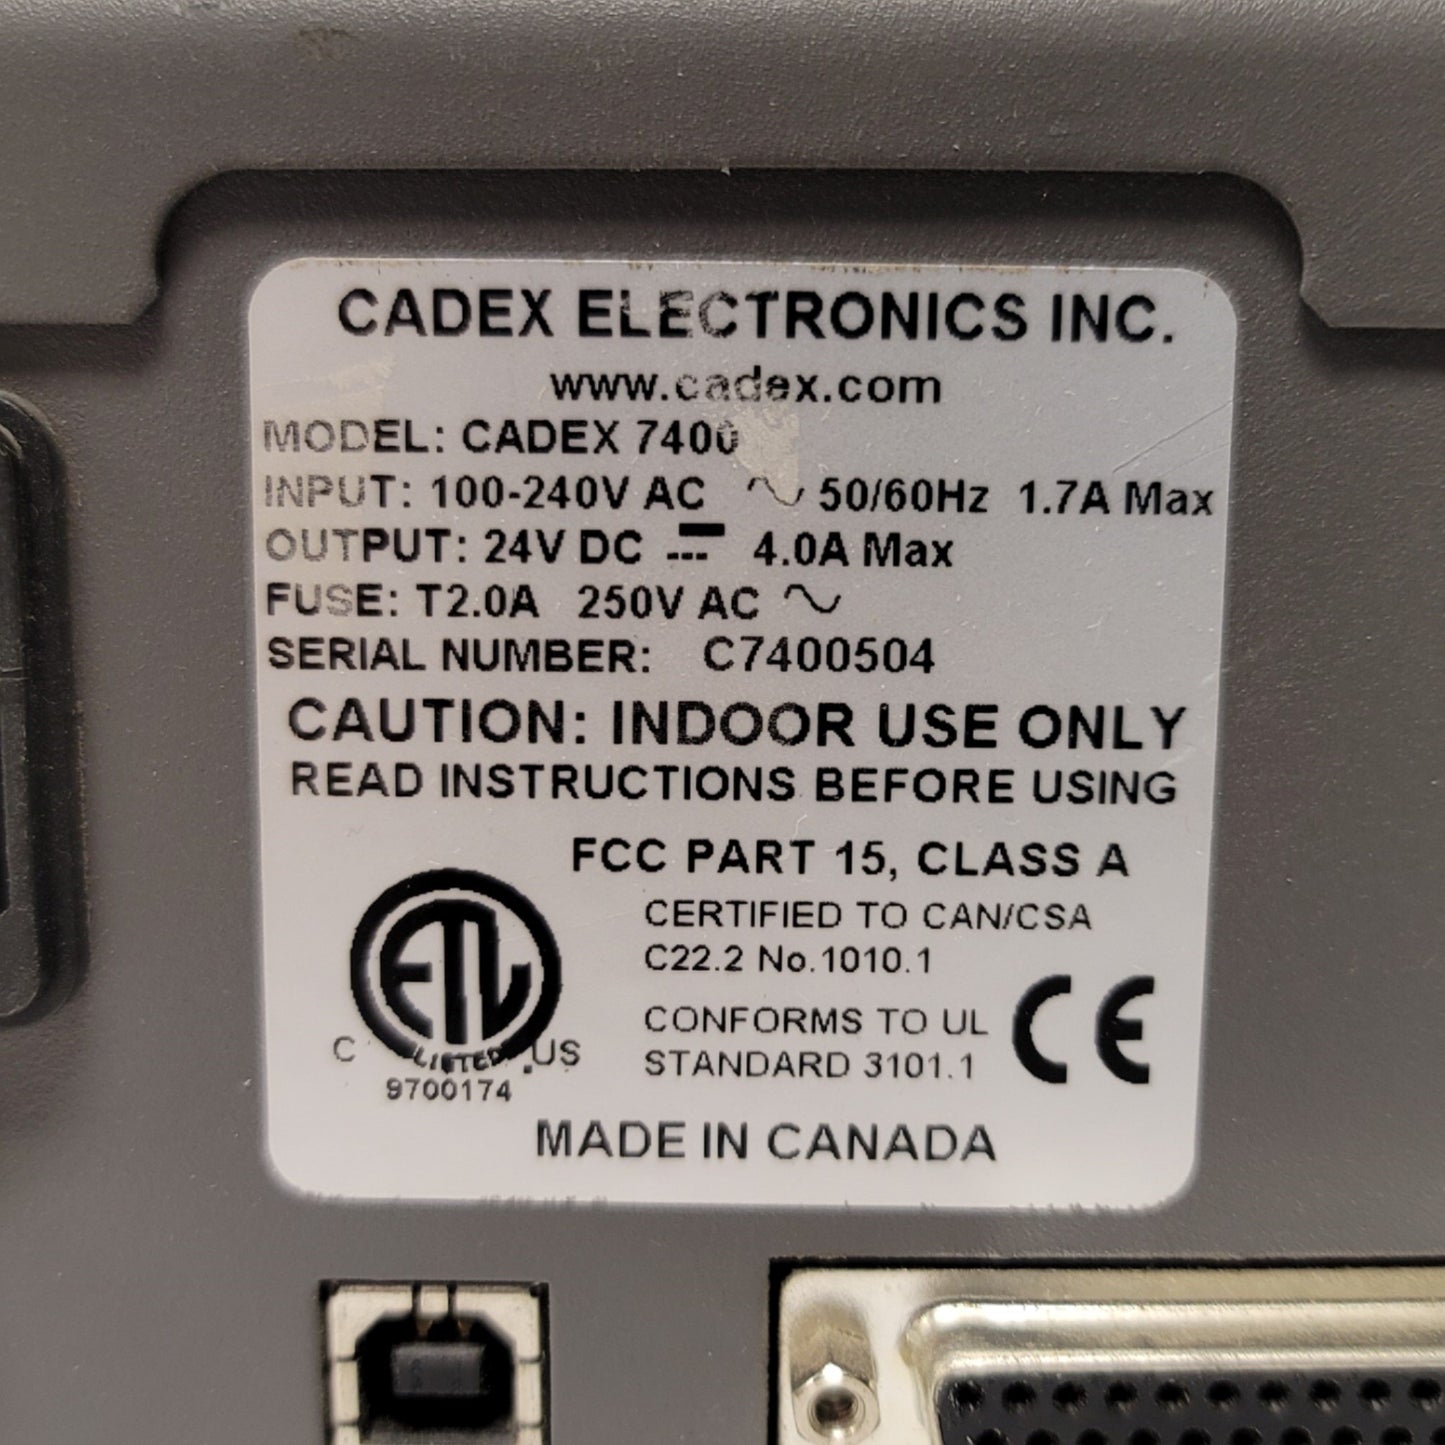 CADEX ELECTRONICS INC.
www.cadex.com
MODEL: CADEX 7400
INPUT: 100-240V AC 50/60Hz 1.7A Max
OUTPUT: 24V DC 4.0A Max
FUSE: T2.0A 250V AC
SERIAL NUMBER: C7400504
CAUTION: INDOOR USE ONLY
READ INSTRUCTIONS BEFORE USING
FCC PART 15, CLASS A
CERTIFIED TO CAN/CSA
C22.2 No.1010.1
CONFORMS TO UL
STANDARD 3101.1
ETL
C LISTED US
9700174
CE
MADE IN CANADA